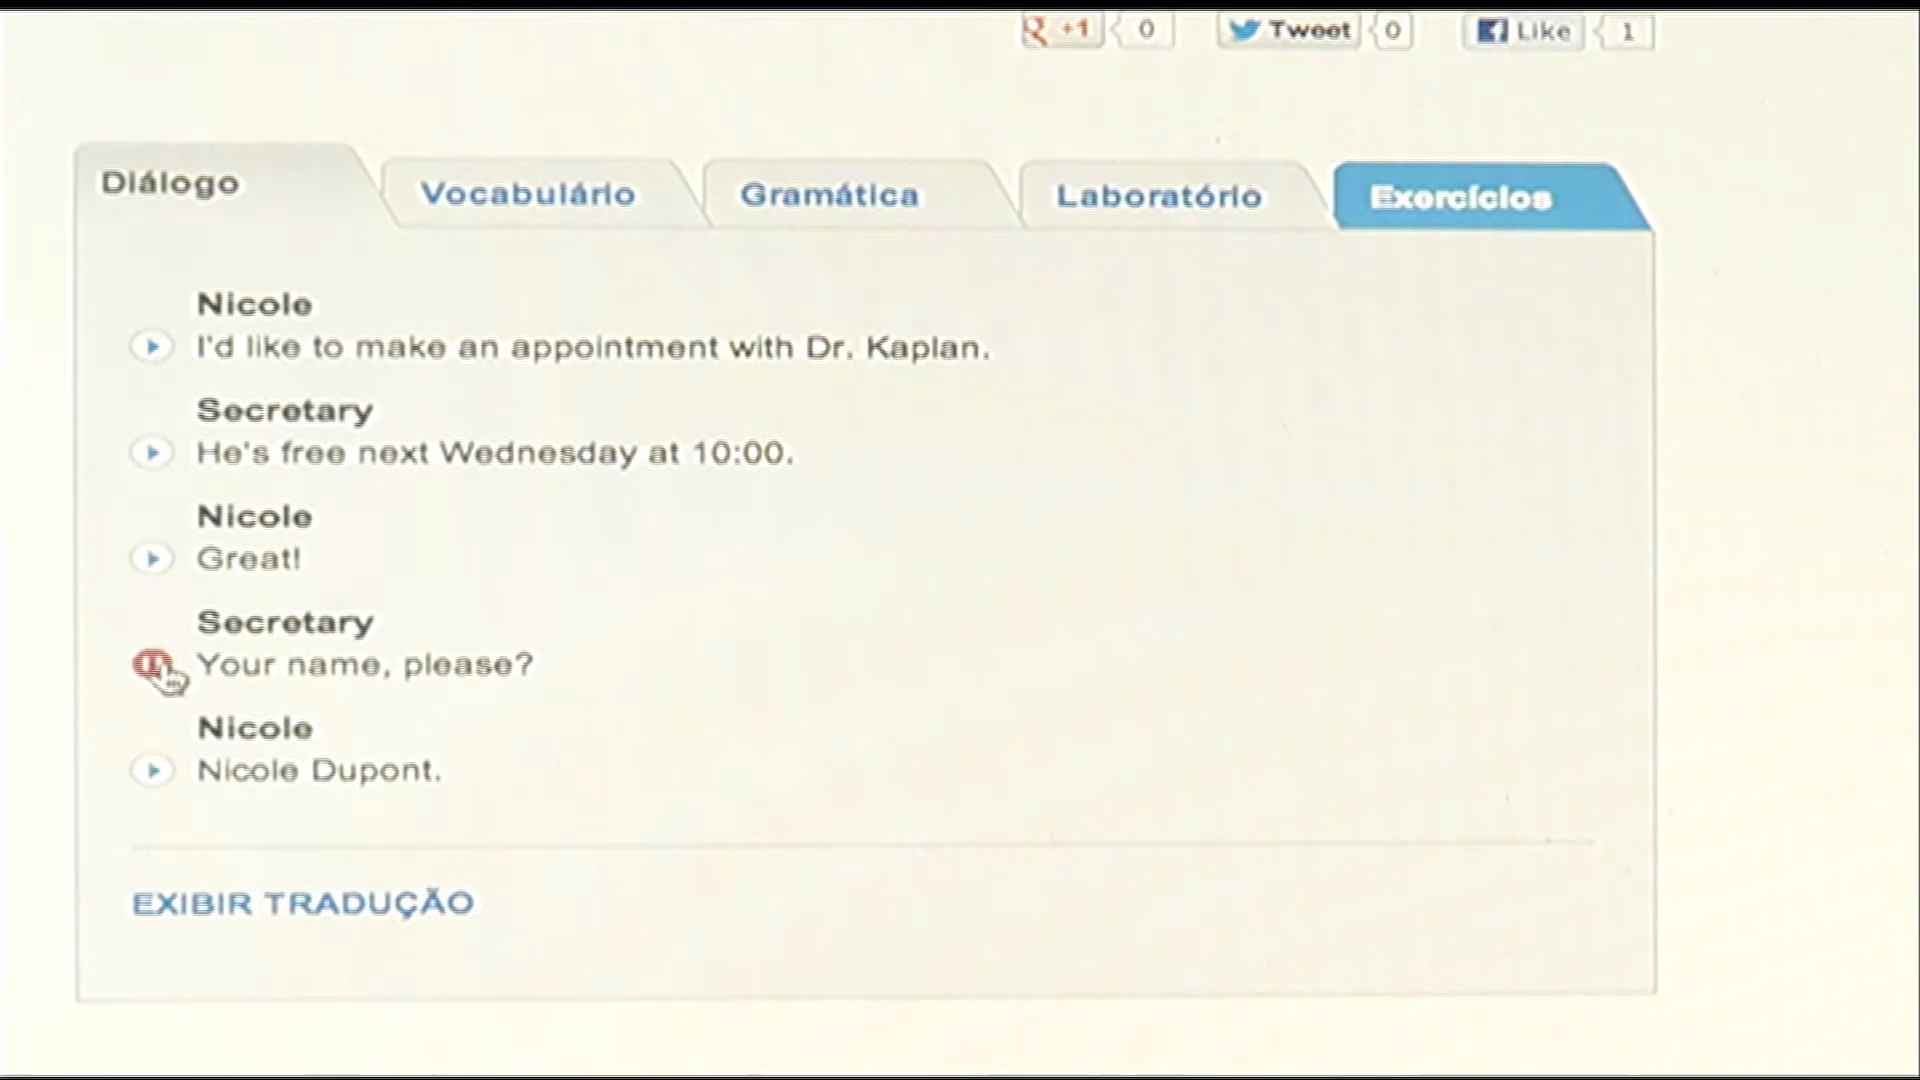 +1 0 Tweet 0 Like 1
Diálogo Vocabulário Gramática Laboratório Exercícios
Nicole
I'd like to make an appointment with Dr. Kaplan.
Secretary
He's free next Wednesday at 10:00.
Nicole
Great!
Secretary
Your name, please?
Nicole
Nicole Dupont.
EXIBIR TRADUÇÃO